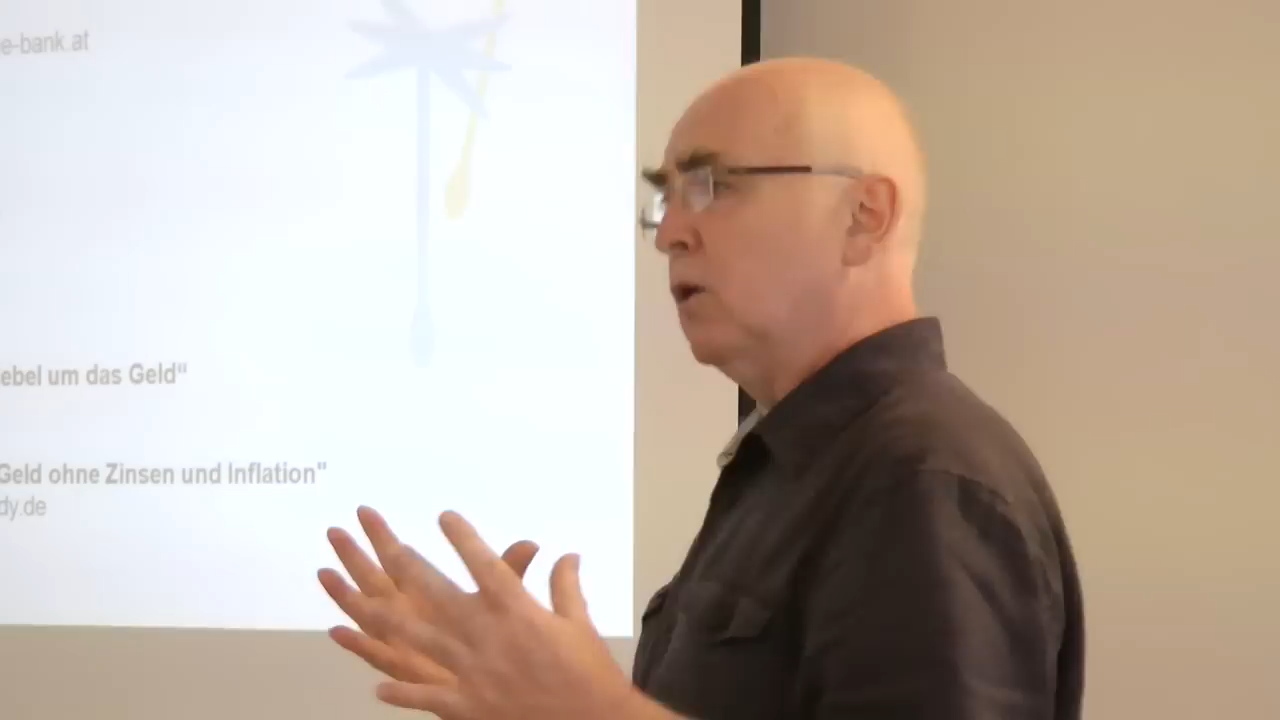 e-bank.at
ebel um das Geld"
Geld ohne Zinsen und Inflation"
dy.de